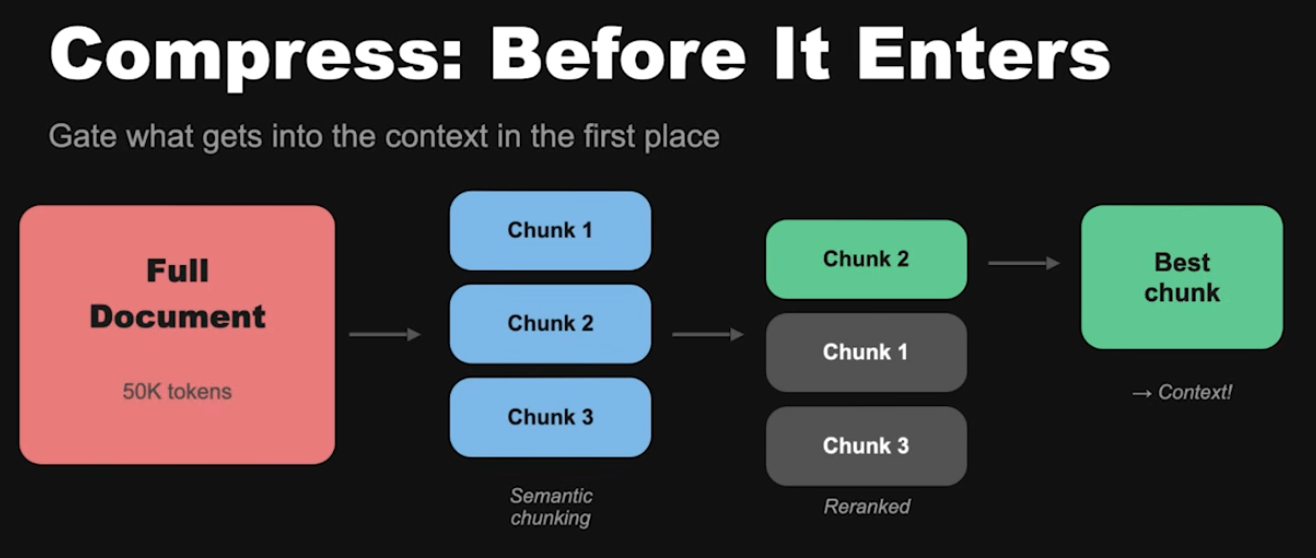 Compress: Before It Enters
Gate what gets into the context in the first place
Full
Document
50K tokens
Chunk 1
Chunk 2
Chunk 3
Semantic
chunking
Chunk 2
Chunk 1
Chunk 3
Reranked
Best
chunk
→ Context!